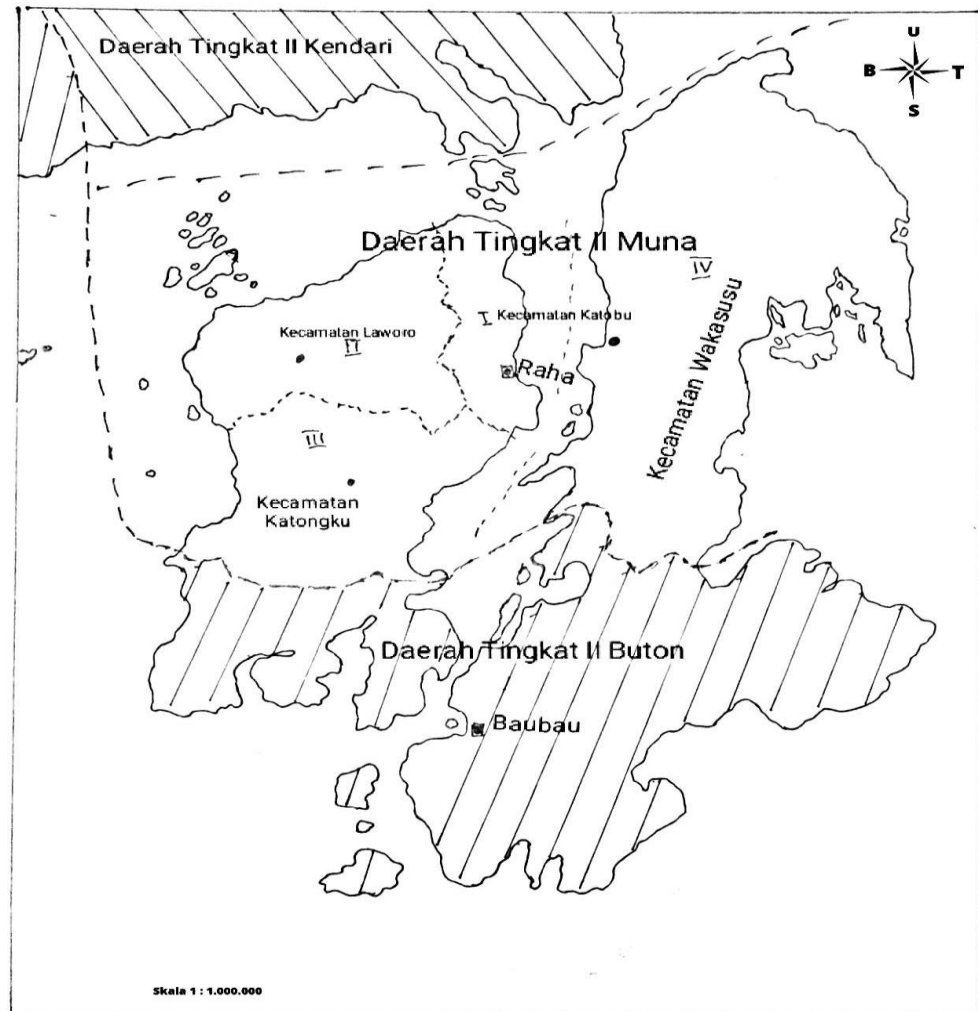 Daerah Tingkat II Kendari
U
B T
S
Daerah Tingkat II Muna
IV
I Kecamatan Katobu
Kecamatan Laworo
II
Raha
Kecamatan Wakasusu
III
Kecamatan
Katongku
Daerah Tingkat II Buton
Baubau
Skala 1 : 1.000.000